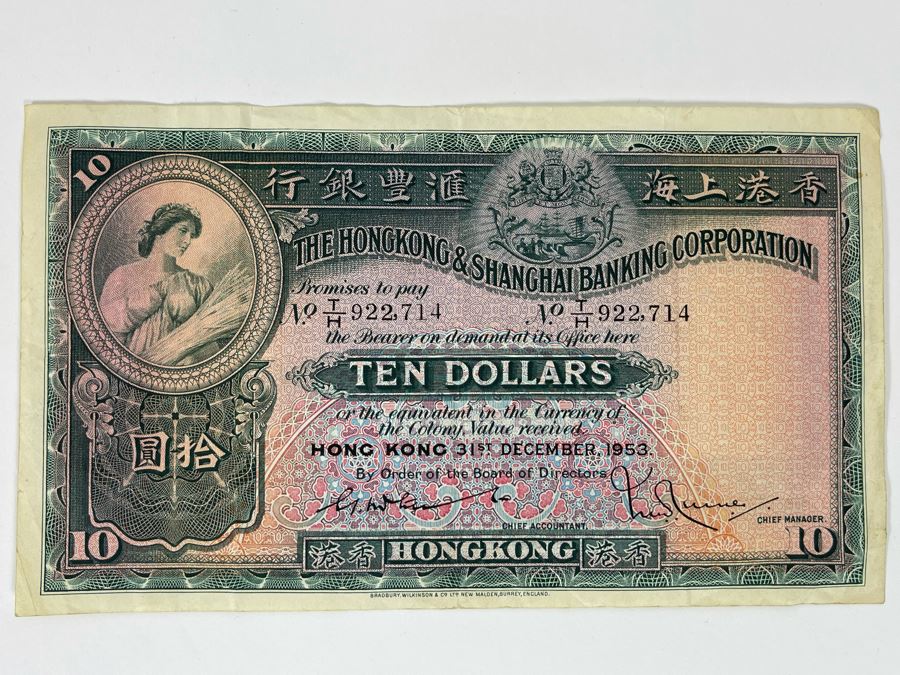 10
行銀豐滙 海上港香
THE HONGKONG & SHANGHAI BANKING CORPORATION
Promises to pay
No T/H 922,714 No T/H 922,714
the Bearer on demand at its Office here
TEN DOLLARS
or the equivalent in the Currency of
the Colony, Value received
圓拾
HONG KONG 31ST DECEMBER, 1953.
By Order of the Board of Directors
CHIEF ACCOUNTANT.
CHIEF MANAGER.
10 港香 HONGKONG 港香 10
BRADBURY, WILKINSON & CO LTD NEW MALDEN, SURREY, ENGLAND.